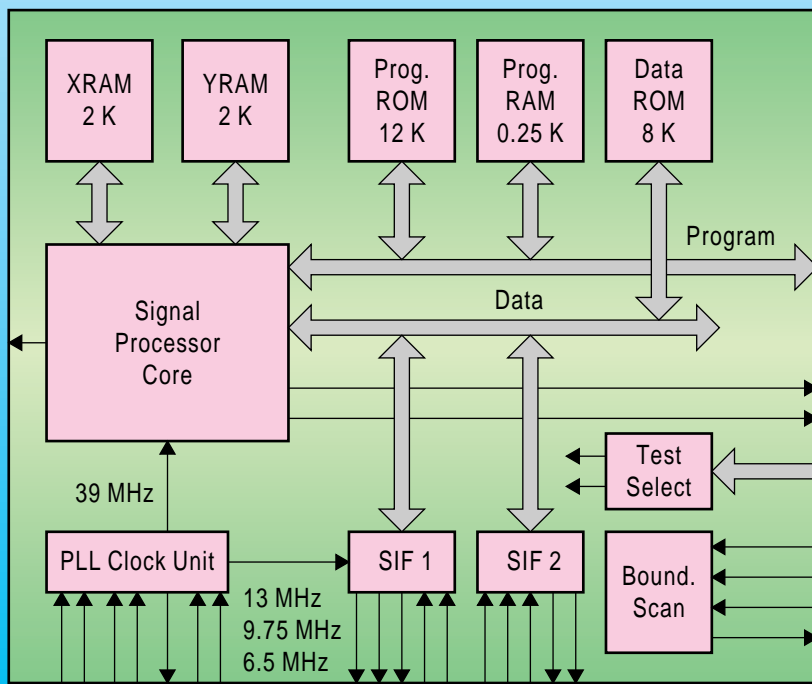 XRAM
2 K
YRAM
2 K
Prog.
ROM
12 K
Prog.
RAM
0.25 K
Data
ROM
8 K
Program
Data
Signal
Processor
Core
Test
Select
39 MHz
PLL Clock Unit
SIF 1
SIF 2
Bound.
Scan
13 MHz
9.75 MHz
6.5 MHz